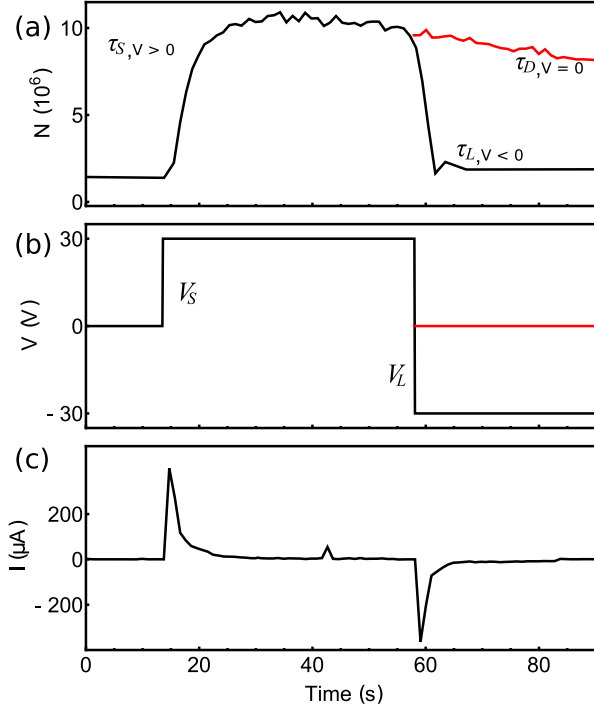 (a)
N (10⁶)
10
5
0
τS, V > 0
τD, V = 0
τL, V < 0
(b)
V (V)
30
0
- 30
VS
VL
(c)
I (µA)
200
0
- 200
0 20 40 60 80
Time (s)